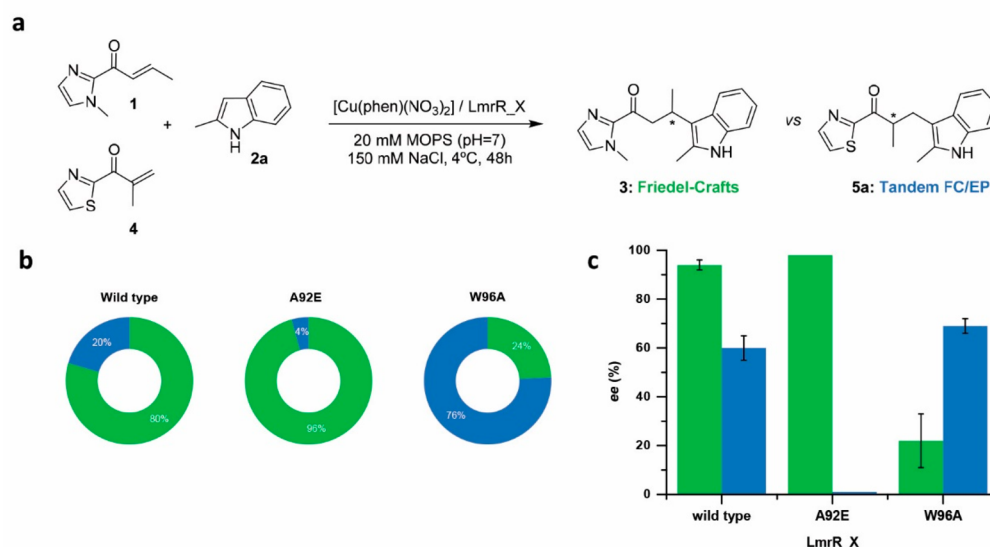 a
O
N
N
1
+
2a
N
H
O
N
S
4
[Cu(phen)(NO3)2] / LmrR_X
20 mM MOPS (pH=7)
150 mM NaCl, 4ºC, 48h
O
N
N
*
N
H
3: Friedel-Crafts
vs
O
N
S
*
N
H
5a: Tandem FC/EP
b
Wild type
A92E
W96A
20%
80%
4%
96%
24%
76%
c
100
80
60
40
20
0
ee (%)
wild type
A92E
W96A
LmrR_X